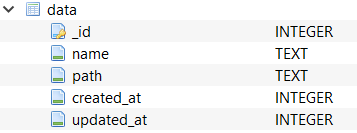 data
_id INTEGER
name TEXT
path TEXT
created_at INTEGER
updated_at INTEGER